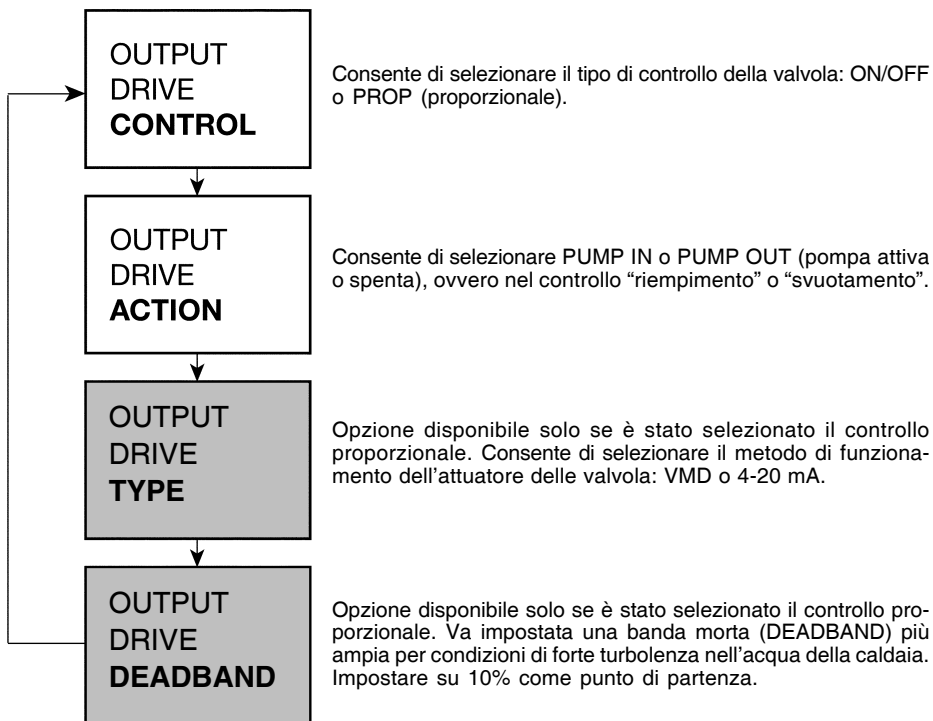 OUTPUT
DRIVE
CONTROL
Consente di selezionare il tipo di controllo della valvola: ON/OFF
o PROP (proporzionale).
OUTPUT
DRIVE
ACTION
Consente di selezionare PUMP IN o PUMP OUT (pompa attiva
o spenta), ovvero nel controllo “riempimento” o “svuotamento”.
OUTPUT
DRIVE
TYPE
Opzione disponibile solo se è stato selezionato il controllo
proporzionale. Consente di selezionare il metodo di funziona-
mento dell'attuatore delle valvola: VMD o 4-20 mA.
OUTPUT
DRIVE
DEADBAND
Opzione disponibile solo se è stato selezionato il controllo pro-
porzionale. Va impostata una banda morta (DEADBAND) più
ampia per condizioni di forte turbolenza nell'acqua della caldaia.
Impostare su 10% come punto di partenza.